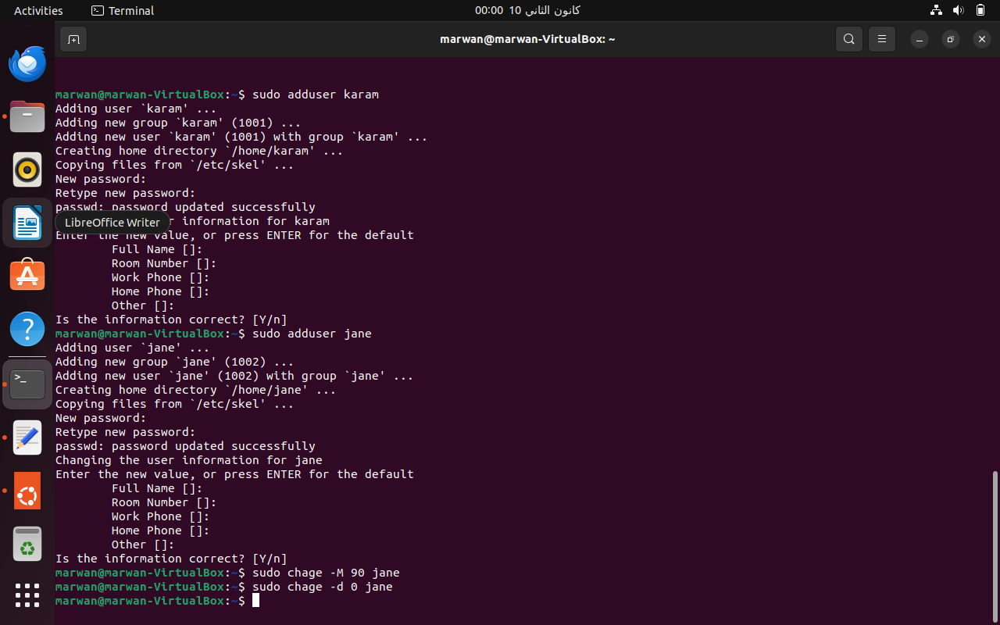 Activities
Terminal
كانون الثاني 10 00:00
marwan@marwan-VirtualBox: ~
marwan@marwan-VirtualBox:~$ sudo adduser karam
Adding user `karam' ...
Adding new group `karam' (1001) ...
Adding new user `karam' (1001) with group `karam' ...
Creating home directory `/home/karam' ...
Copying files from `/etc/skel' ...
New password:
Retype new password:
passwd: password updated successfully
LibreOffice Writer
information for karam
Enter the new value, or press ENTER for the default
Full Name []:
Room Number []:
Work Phone []:
Home Phone []:
Other []:
Is the information correct? [Y/n]
marwan@marwan-VirtualBox:~$ sudo adduser jane
Adding user `jane' ...
Adding new group `jane' (1002) ...
Adding new user `jane' (1002) with group `jane' ...
Creating home directory `/home/jane' ...
Copying files from `/etc/skel' ...
New password:
Retype new password:
passwd: password updated successfully
Changing the user information for jane
Enter the new value, or press ENTER for the default
Full Name []:
Room Number []:
Work Phone []:
Home Phone []:
Other []:
Is the information correct? [Y/n]
marwan@marwan-VirtualBox:~$ sudo chage -M 90 jane
marwan@marwan-VirtualBox:~$ sudo chage -d 0 jane
marwan@marwan-VirtualBox:~$